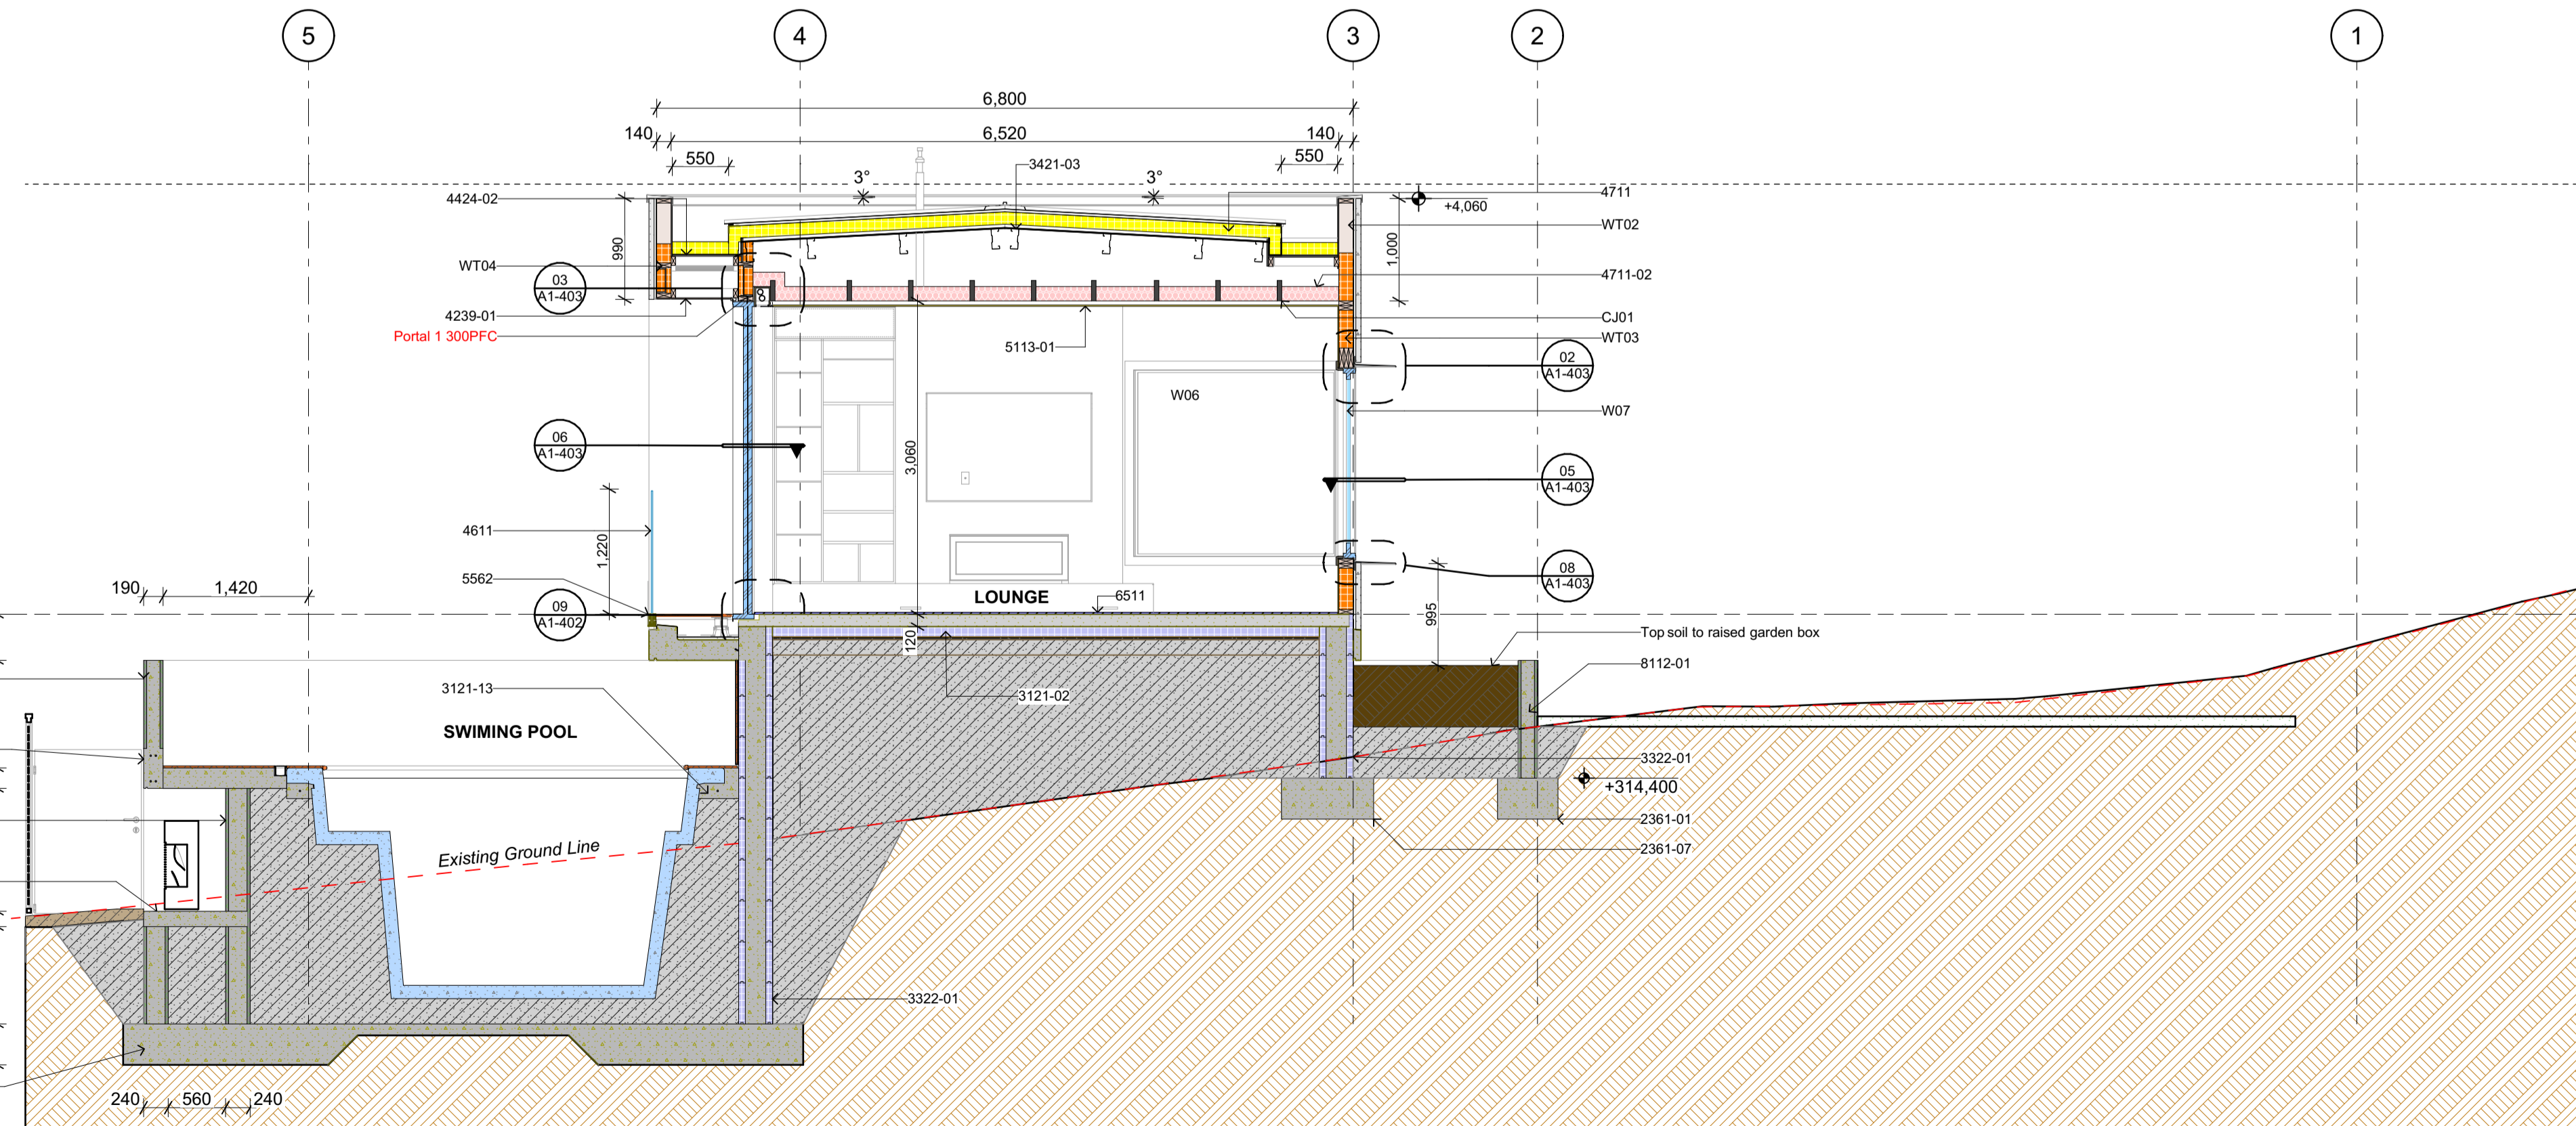 5
4
3
2
1
6,800
140
6,520
140
550
550
3421-03
3°
3°
4424-02
4711
+4,060
WT02
990
1,000
WT04
03
A1-403
4711-02
4239-01
CJ01
Portal 1 300PFC
WT03
5113-01
02
A1-403
W06
W07
06
A1-403
3,060
05
A1-403
4611
1,220
5562
08
A1-403
190
1,420
LOUNGE
6511
09
A1-402
995
120
Top soil to raised garden box
8112-01
3121-13
3121-02
SWIMING POOL
3322-01
+314,400
2361-01
Existing Ground Line
2361-07
3322-01
240
560
240